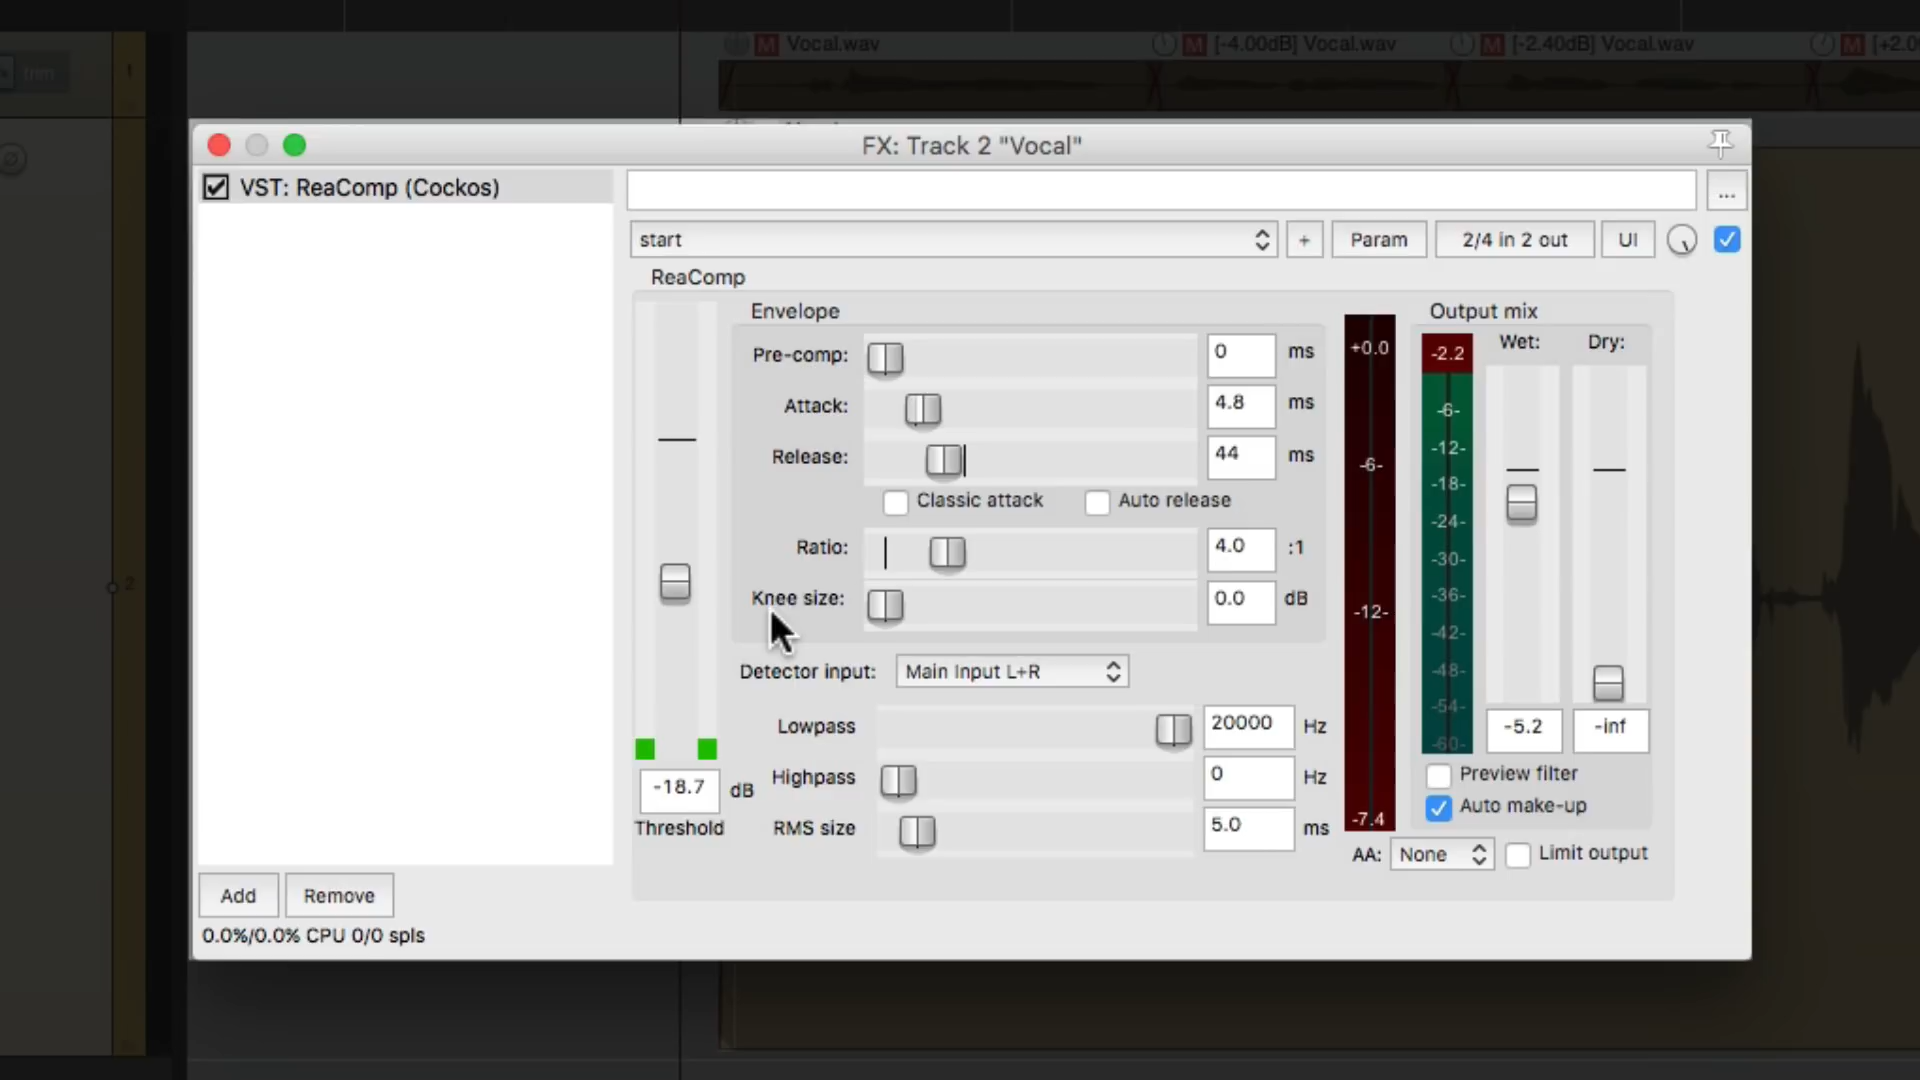 trim
1
Vocal.wav
[-4.00dB] Vocal.wav
[-2.40dB] Vocal.wav
FX: Track 2 "Vocal"
VST: ReaComp (Cockos)
...
start
+
Param
2/4 in 2 out
UI
ReaComp
Envelope
Output mix
Pre-comp: 0 ms
Attack: 4.8 ms
Release: 44 ms
Classic attack
Auto release
Ratio: 4.0 :1
Knee size: 0.0 dB
Detector input: Main Input L+R
Lowpass 20000 Hz
Highpass 0 Hz
RMS size 5.0 ms
-18.7 dB
Threshold
+0.0
-6-
-12-
-7.4
-2.2
-6-
-12-
-18-
-24-
-30-
-36-
-42-
-48-
-54-
-60-
Wet:
Dry:
-5.2
-inf
Preview filter
Auto make-up
AA: None
Limit output
Add
Remove
0.0%/0.0% CPU 0/0 spls
2